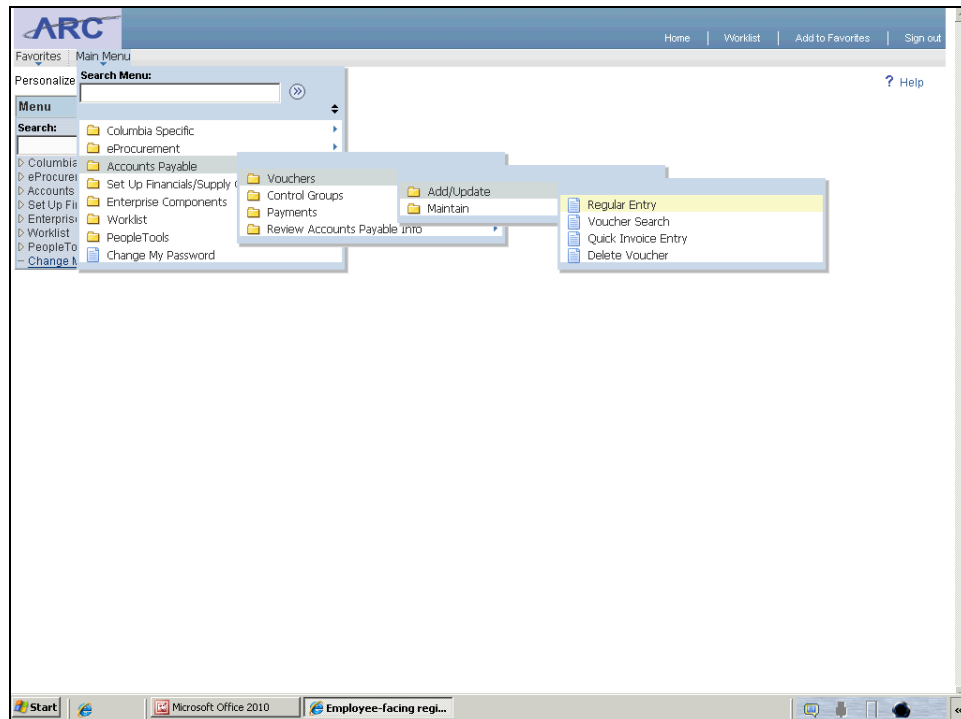 ARC
Home | Worklist | Add to Favorites | Sign out
Favorites Main Menu
Personalize
Search Menu:
? Help
Menu
Search:
Columbia Specific
eProcurement
Accounts Payable
Set Up Financials/Supply
Enterprise Components
Worklist
PeopleTools
Change My Password
Columbia
eProcurei
Accounts
Set Up Fi
Enterpris
Worklist
PeopleTo
Change M
Vouchers
Control Groups
Payments
Review Accounts Payable Info
Add/Update
Maintain
Regular Entry
Voucher Search
Quick Invoice Entry
Delete Voucher
Start
Microsoft Office 2010
Employee-facing regi...